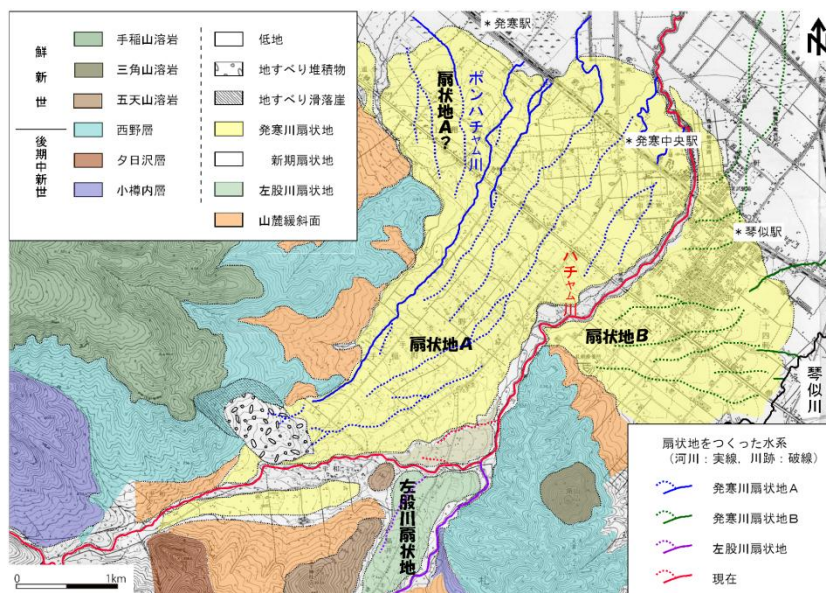 鮮新世
後期中新世
手稲山溶岩
三角山溶岩
五天山溶岩
西野層
夕日沢層
小樽内層
低地
地すべり堆積物
地すべり滑落崖
発寒川扇状地
新期扇状地
左股川扇状地
山麓緩斜面
*発寒駅
N
扇状地A?
ポンハチャム川
*発寒中央駅
*琴似駅
ハチャム川
扇状地A
扇状地B
琴似川
左股川扇状地
0 1km
扇状地をつくった水系
(河川:実線,川跡:破線)
発寒川扇状地A
発寒川扇状地B
左股川扇状地
現在